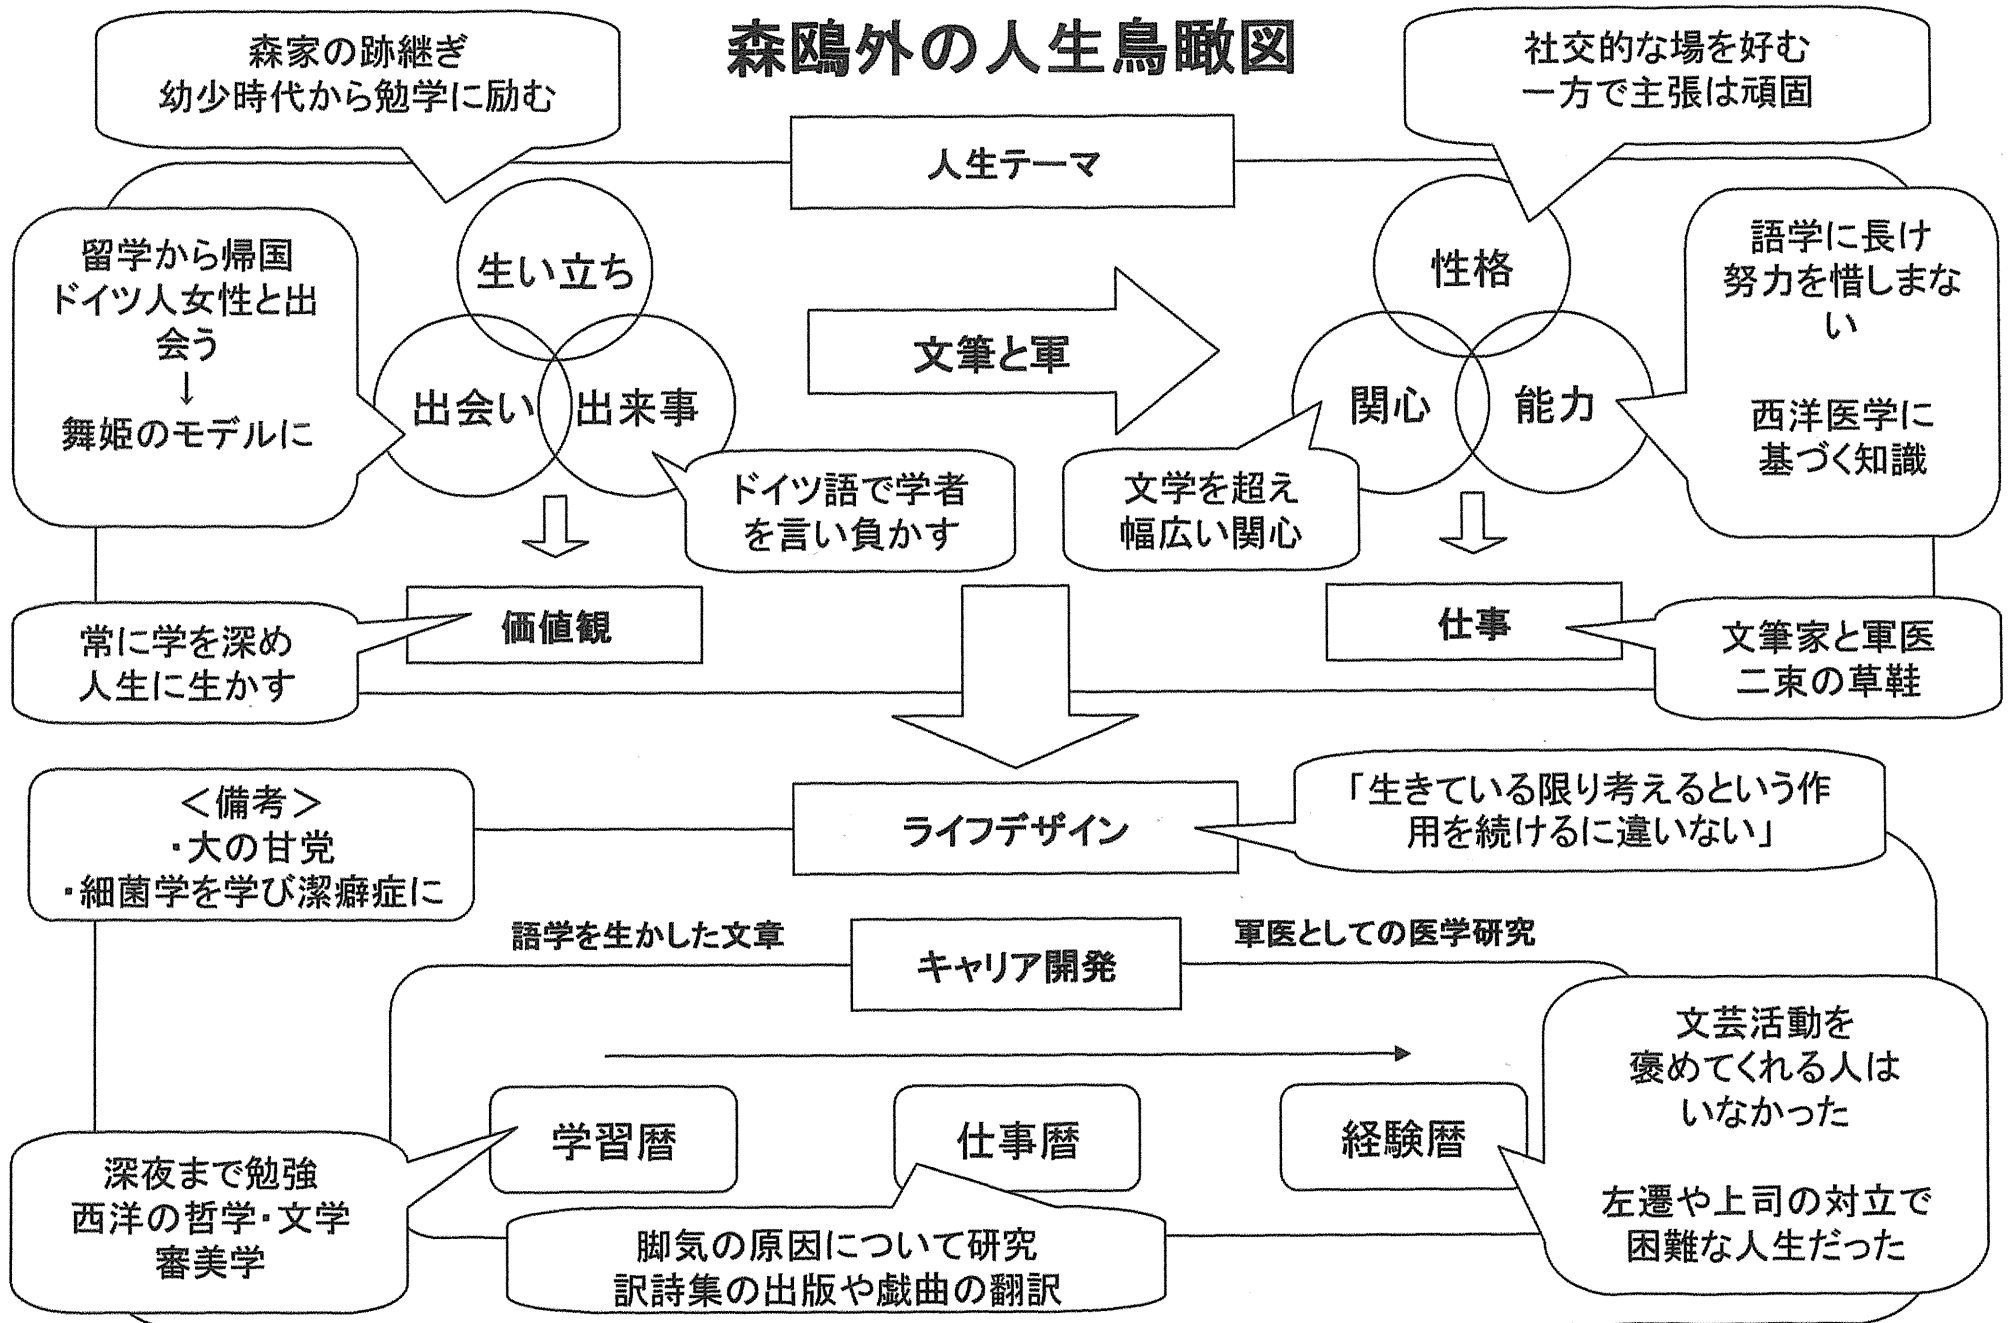 森鴎外の人生鳥瞰図
森家の跡継ぎ
幼少時代から勉学に励む
社交的な場を好む
一方で主張は頑固
人生テーマ
留学から帰国
ドイツ人女性と出
会う
↓
舞姫のモデルに
生い立ち
出会い
出来事
文筆と軍
性格
関心
能力
語学に長け
努力を惜しまな
い
西洋医学に
基づく知識
ドイツ語で学者
を言い負かす
文学を超え
幅広い関心
価値観
仕事
常に学を深め
人生に生かす
文筆家と軍医
二束の草鞋
＜備考＞
・大の甘党
・細菌学を学び潔癖症に
ライフデザイン
「生きている限り考えるという作
用を続けるに違いない」
語学を生かした文章
キャリア開発
軍医としての医学研究
学習暦
仕事暦
経験暦
文芸活動を
褒めてくれる人は
いなかった
左遷や上司の対立で
困難な人生だった
深夜まで勉強
西洋の哲学・文学
審美学
脚気の原因について研究
訳詩集の出版や戯曲の翻訳